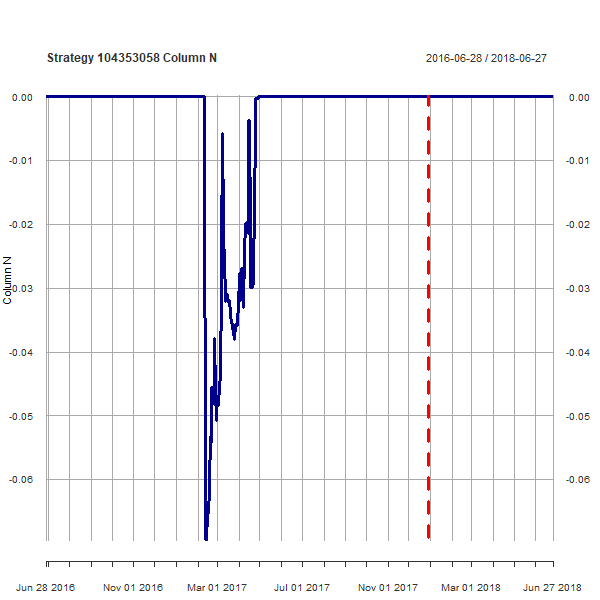 Strategy 104353058 Column N 2016-06-28 / 2018-06-27
0.00 0.00
-0.01 -0.01
-0.02 -0.02
-0.03 -0.03
-0.04 -0.04
-0.05 -0.05
-0.06 -0.06
Column N
Jun 28 2016 Nov 01 2016 Mar 01 2017 Jul 01 2017 Nov 01 2017 Mar 01 2018 Jun 27 2018